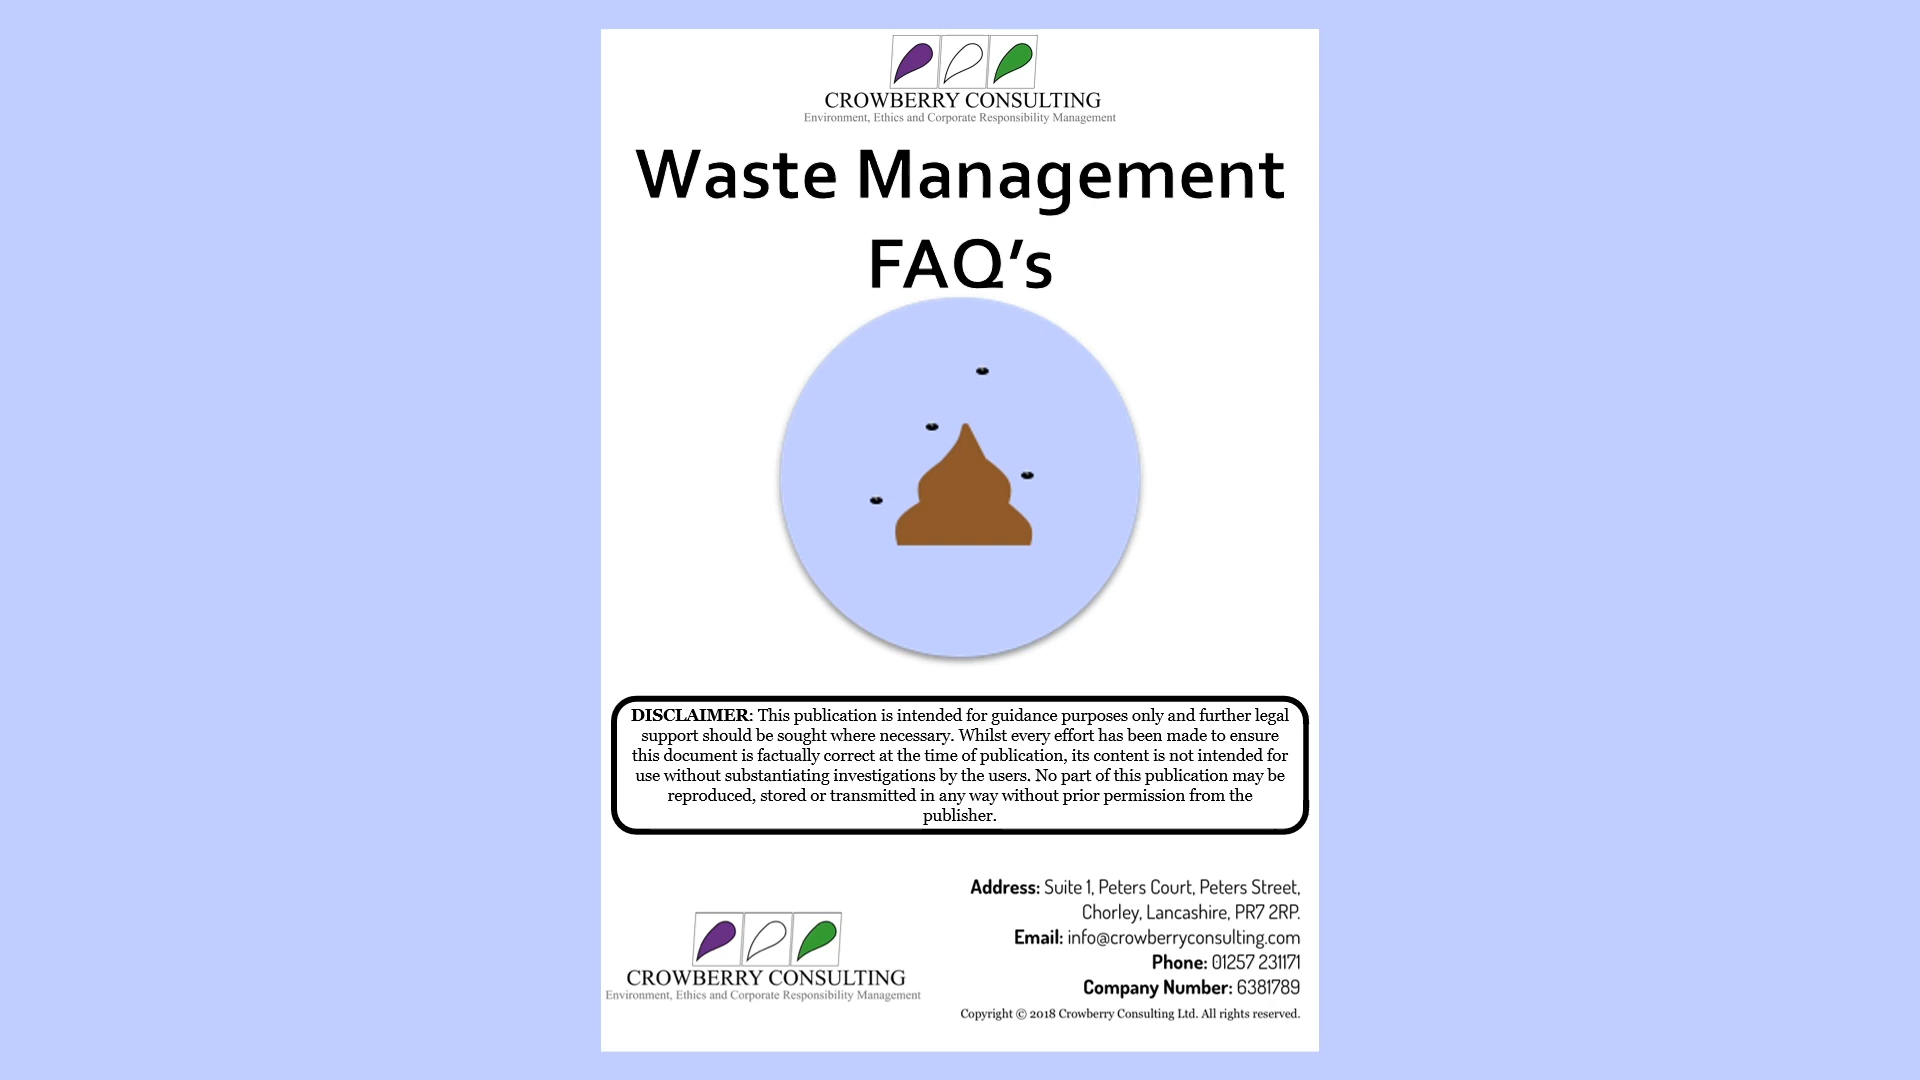 CROWBERRY CONSULTING
Environment, Ethics and Corporate Responsibility Management
Waste Management
FAQ’s
DISCLAIMER: This publication is intended for guidance purposes only and further legal
support should be sought where necessary. Whilst every effort has been made to ensure
this document is factually correct at the time of publication, its content is not intended for
use without substantiating investigations by the users. No part of this publication may be
reproduced, stored or transmitted in any way without prior permission from the
publisher.
CROWBERRY CONSULTING
Environment, Ethics and Corporate Responsibility Management
Address: Suite 1, Peters Court, Peters Street,
Chorley, Lancashire, PR7 2RP.
Email: info@crowberryconsulting.com
Phone: 01257 231171
Company Number: 6381789
Copyright © 2018 Crowberry Consulting Ltd. All rights reserved.